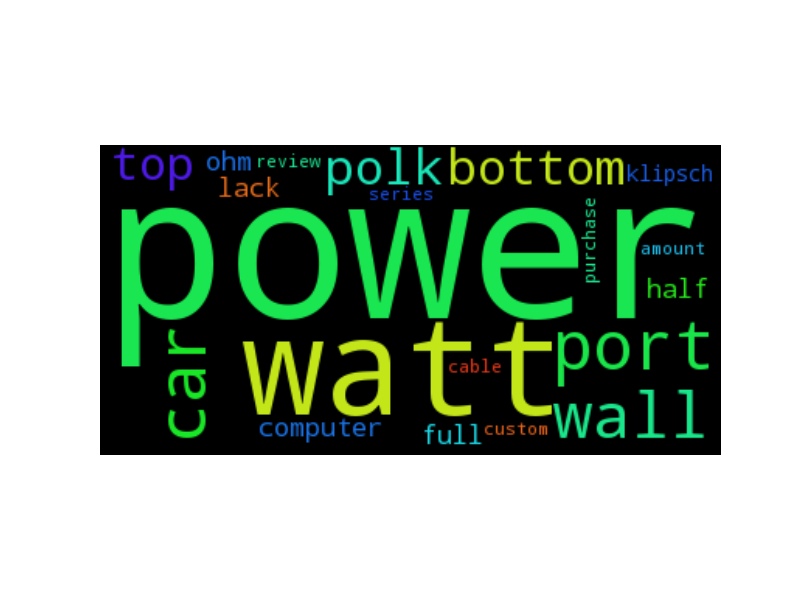 top ohm review polk bottom klipsch
lack series
power purchase amount
half
car watt cable port
computer full custom wall